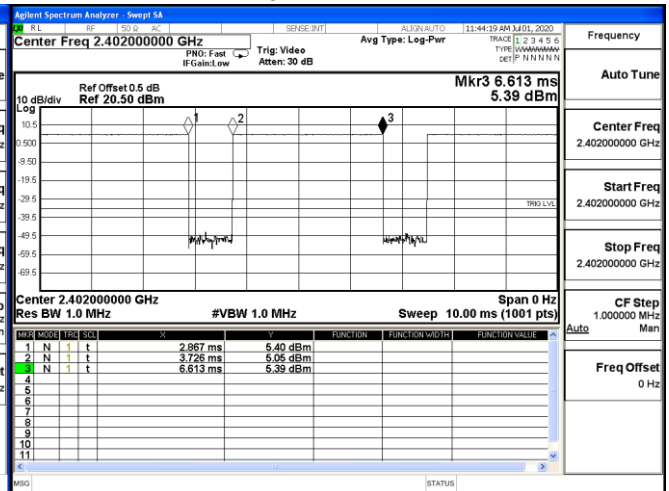 Agilent Spectrum Analyzer - Swept SA
RL RF 50 Ω AC SENSE:INT ALIGNAUTO 11:44:19 AM Jul 01, 2020
Center Freq 2.402000000 GHz
PNO: Fast
IFGain:Low
Trig: Video
Atten: 30 dB
Avg Type: Log-Pwr
TRACE 1 2 3 4 5 6
TYPE
DET P N N N N N
Mkr3 6.613 ms
5.39 dBm
Ref Offset 0.5 dB
10 dB/div Ref 20.50 dBm
Log
10.5
0.500
-9.50
-19.5
-29.5
-39.5
-49.5
-59.5
-69.5
1
2
3
TRIG LVL
Center 2.402000000 GHz Span 0 Hz
Res BW 1.0 MHz #VBW 1.0 MHz Sweep 10.00 ms (1001 pts)
MKR MODE TRC SCL X Y FUNCTION FUNCTION WIDTH FUNCTION VALUE
1 N 1 t 2.867 ms 5.40 dBm
2 N 1 t 3.726 ms 5.05 dBm
3 N 1 t 6.613 ms 5.39 dBm
4
5
6
7
8
9
10
11
MSG STATUS
Frequency
Auto Tune
Center Freq
2.402000000 GHz
Start Freq
2.402000000 GHz
Stop Freq
2.402000000 GHz
CF Step
1.000000 MHz
Auto Man
Freq Offset
0 Hz